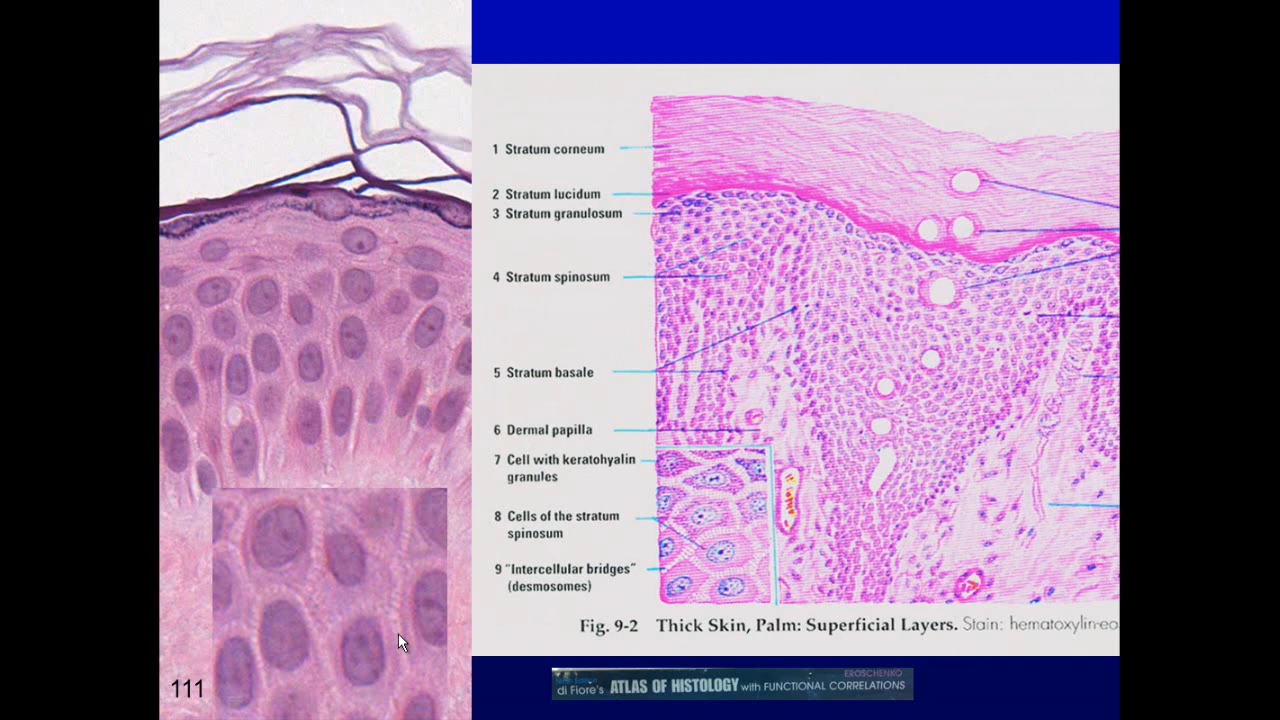 1 Stratum corneum
2 Stratum lucidum
3 Stratum granulosum
4 Stratum spinosum
5 Stratum basale
6 Dermal papilla
7 Cell with keratohyalin
granules
8 Cells of the stratum
spinosum
9 "Intercellular bridges"
(desmosomes)
Fig. 9-2 Thick Skin, Palm: Superficial Layers. Stain: hematoxylin-eo
111
EROSCHENKO
Edition
di Fiore's ATLAS OF HISTOLOGY with FUNCTIONAL CORRELATIONS